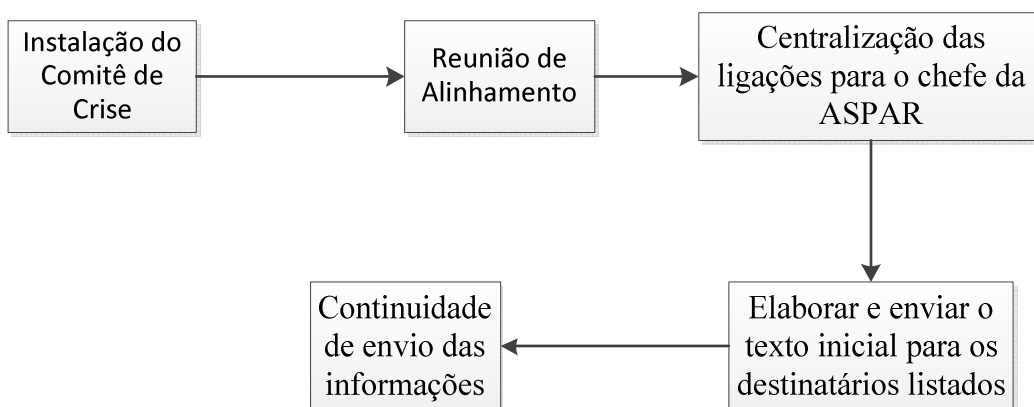 Instalação do
Comitê de
Crise
Reunião de
Alinhamento
Centralização das
ligações para o chefe da
ASPAR
Elaborar e enviar o
texto inicial para os
destinatários listados
Continuidade
de envio das
informações